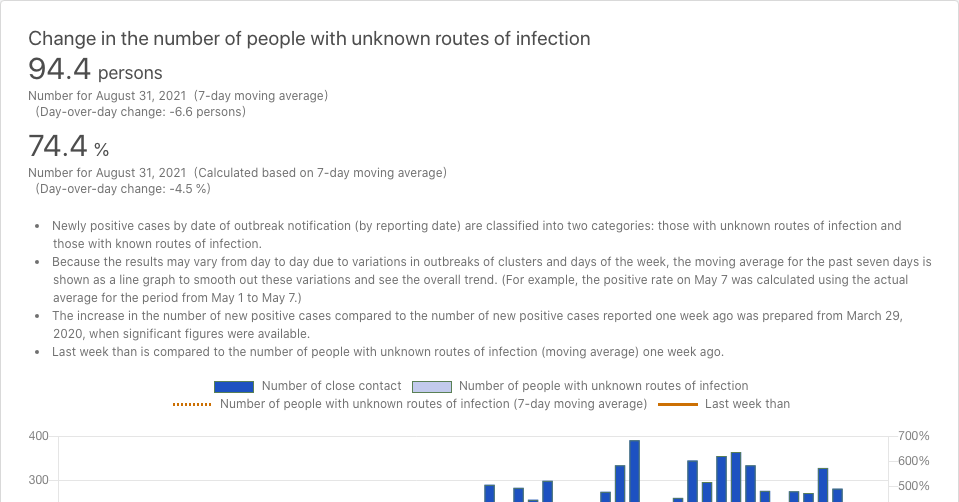 Change in the number of people with unknown routes of infection
94.4 persons
Number for August 31, 2021 (7-day moving average)
(Day-over-day change: -6.6 persons)
74.4 %
Number for August 31, 2021 (Calculated based on 7-day moving average)
(Day-over-day change: -4.5 %)
• Newly positive cases by date of outbreak notification (by reporting date) are classified into two categories: those with unknown routes of infection and
those with known routes of infection.
• Because the results may vary from day to day due to variations in outbreaks of clusters and days of the week, the moving average for the past seven days is
shown as a line graph to smooth out these variations and see the overall trend. (For example, the positive rate on May 7 was calculated using the actual
average for the period from May 1 to May 7.)
• The increase in the number of new positive cases compared to the number of new positive cases reported one week ago was prepared from March 29,
2020, when significant figures were available.
• Last week than is compared to the number of people with unknown routes of infection (moving average) one week ago.
Number of close contact Number of people with unknown routes of infection
Number of people with unknown routes of infection (7-day moving average) Last week than
400 700%
600%
300 500%